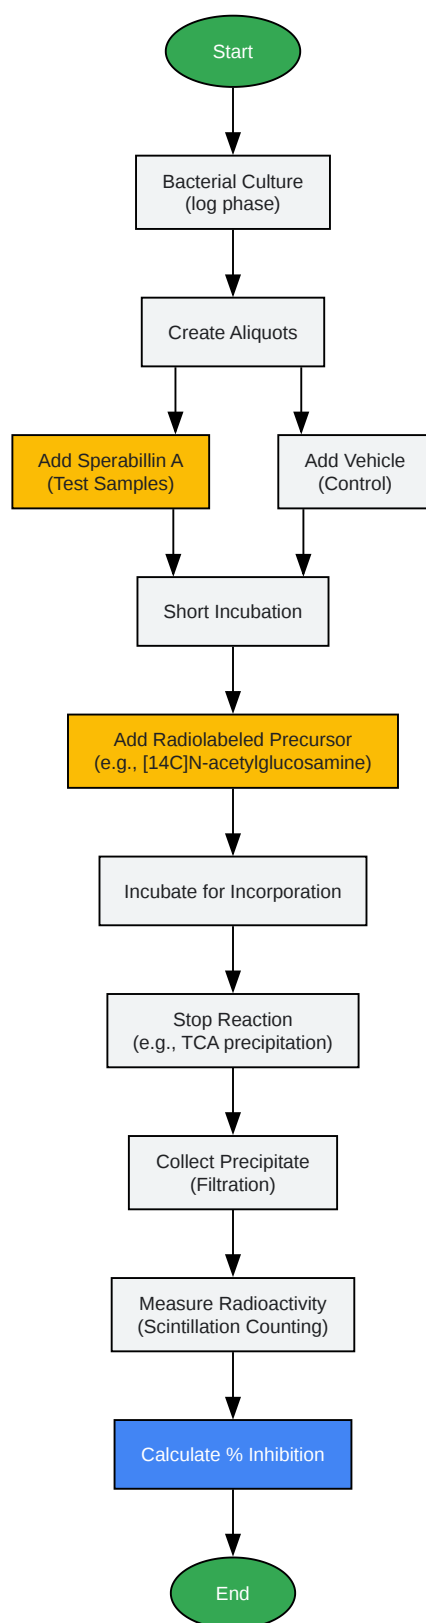 Start
Bacterial Culture
(log phase)
Create Aliquots
Add Sperabillin A
(Test Samples)
Add Vehicle
(Control)
Short Incubation
Add Radiolabeled Precursor
(e.g., [14C]N-acetylglucosamine)
Incubate for Incorporation
Stop Reaction
(e.g., TCA precipitation)
Collect Precipitate
(Filtration)
Measure Radioactivity
(Scintillation Counting)
Calculate % Inhibition
End